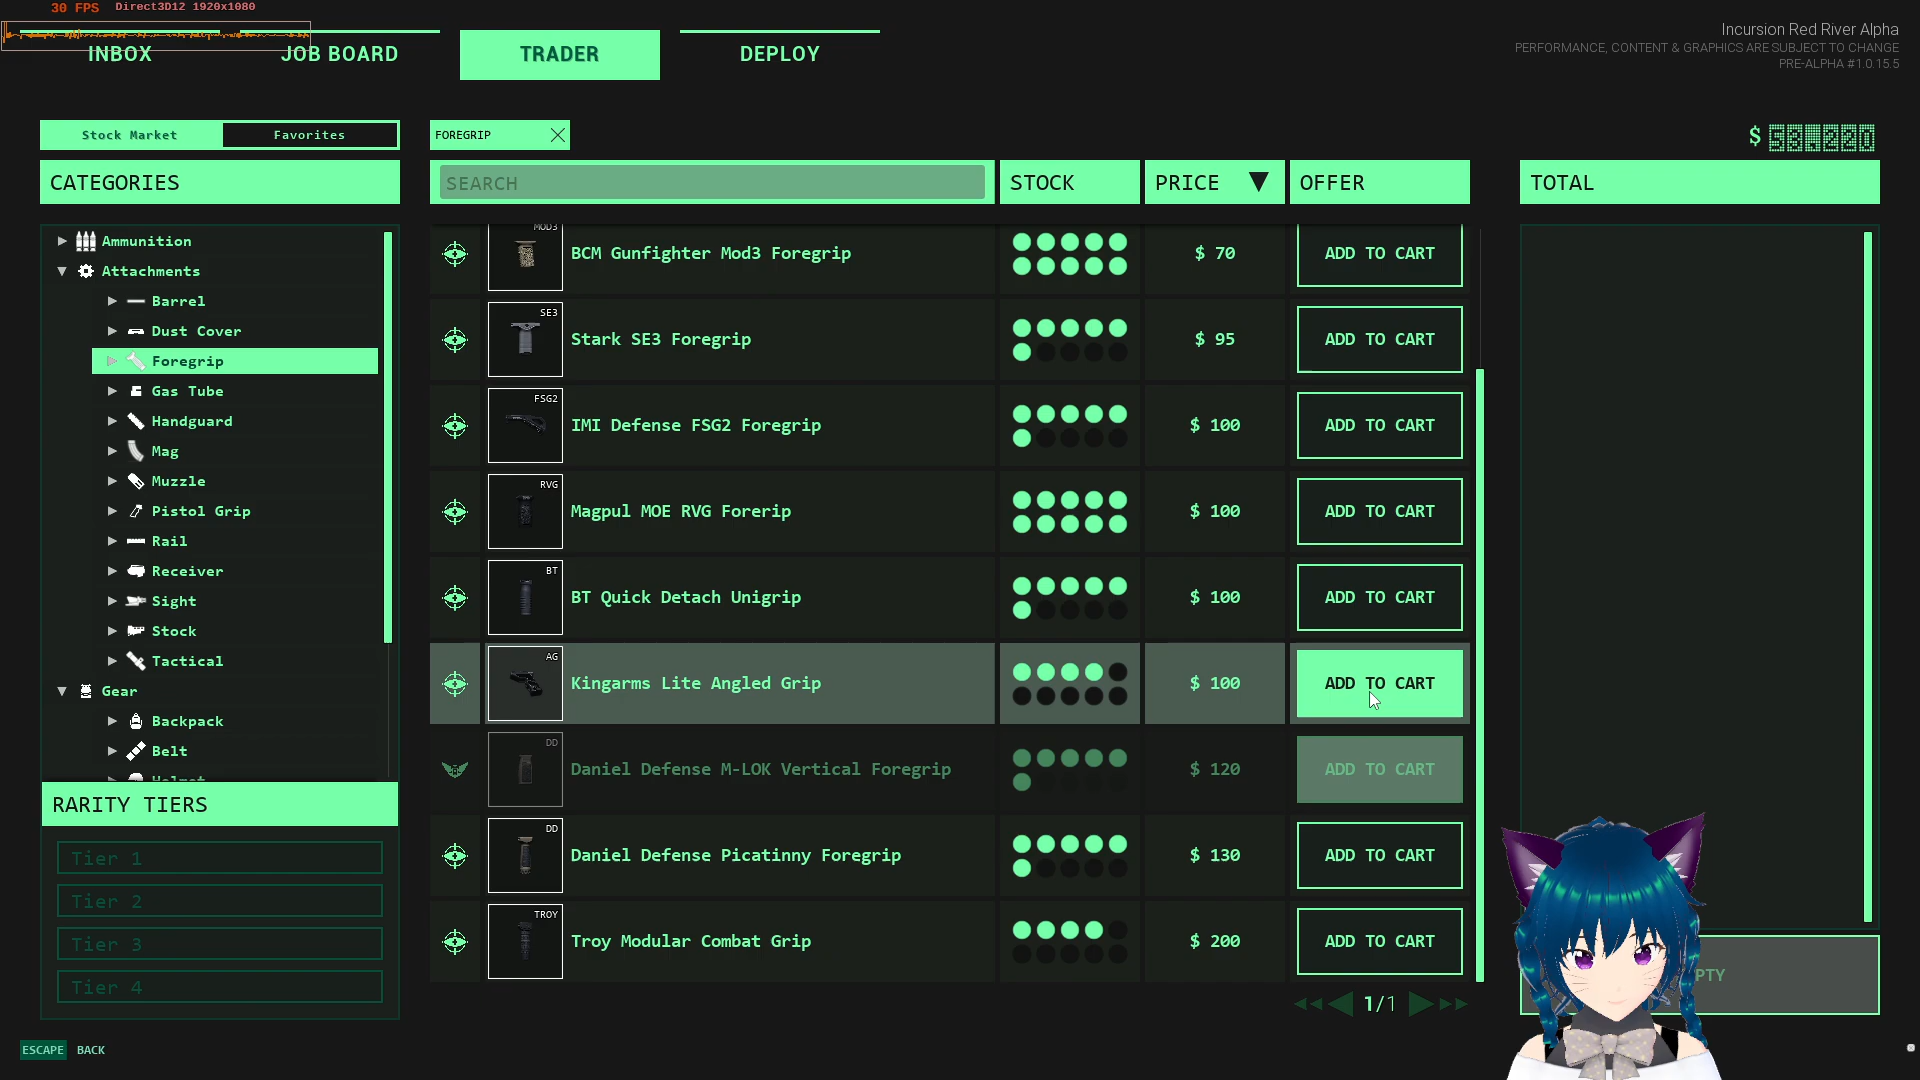 30 FPS
Direct3D12 1920x1080
INBOX
JOB BOARD
TRADER
DEPLOY
Incursion Red River Alpha
PERFORMANCE, CONTENT & GRAPHICS ARE SUBJECT TO CHANGE
PRE-ALPHA #1.0.15.5
Stock Market
Favorites
FOREGRIP
$ 58.220
CATEGORIES
SEARCH
STOCK
PRICE
OFFER
TOTAL
Ammunition
Attachments
Barrel
Dust Cover
Foregrip
Gas Tube
Handguard
Mag
Muzzle
Pistol Grip
Rail
Receiver
Sight
Stock
Tactical
Gear
Backpack
Belt
Helmet
MOD3
BCM Gunfighter Mod3 Foregrip
$ 70
ADD TO CART
SE3
Stark SE3 Foregrip
$ 95
ADD TO CART
FSG2
IMI Defense FSG2 Foregrip
$ 100
ADD TO CART
RVG
Magpul MOE RVG Forerip
$ 100
ADD TO CART
BT
BT Quick Detach Unigrip
$ 100
ADD TO CART
AG
Kingarms Lite Angled Grip
$ 100
ADD TO CART
DD
Daniel Defense M-LOK Vertical Foregrip
$ 120
ADD TO CART
DD
Daniel Defense Picatinny Foregrip
$ 130
ADD TO CART
TROY
Troy Modular Combat Grip
$ 200
ADD TO CART
RARITY TIERS
Tier 1
Tier 2
Tier 3
Tier 4
1/1
PTY
ESCAPE BACK